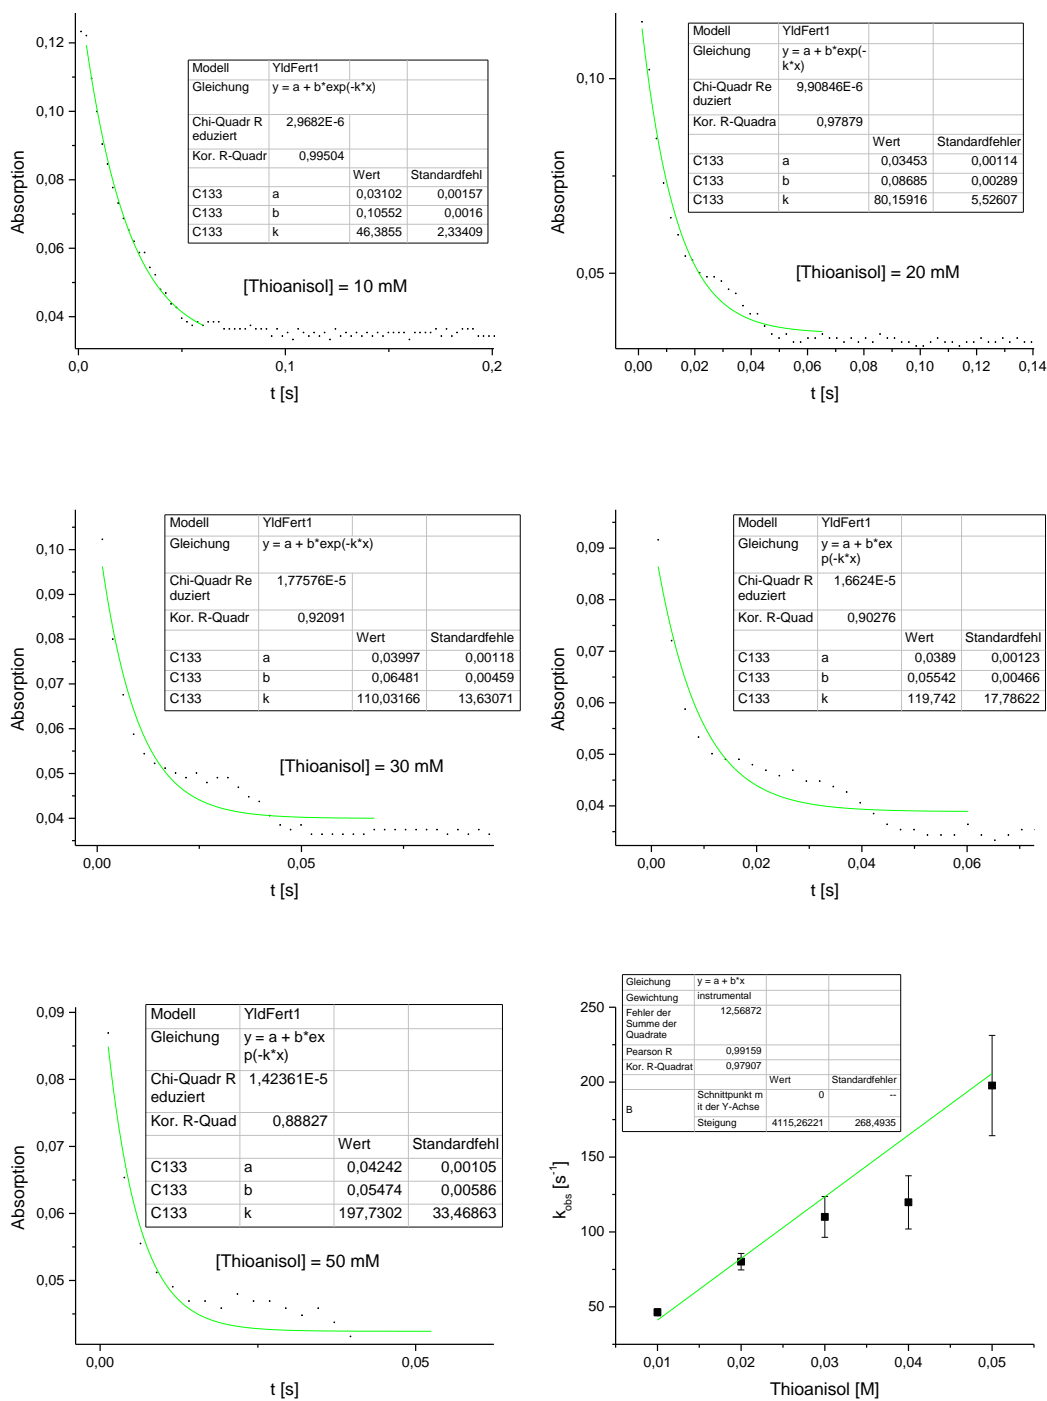 0,12
0,10
0,08
0,06
0,04
Absorption
Modell YldFert1
Gleichung y = a + b*exp(-k*x)
Chi-Quadr R
eduziert 2,9682E-6
Kor. R-Quadr 0,99504
Wert Standardfehl
C133 a 0,03102 0,00157
C133 b 0,10552 0,0016
C133 k 46,3855 2,33409
[Thioanisol] = 10 mM
0,0 0,1 0,2
t [s]
0,10
0,05
Absorption
Modell YldFert1
Gleichung y = a + b*exp(-
k*x)
Chi-Quadr Re
duziert 9,90846E-6
Kor. R-Quadra 0,97879
Wert Standardfehler
C133 a 0,03453 0,00114
C133 b 0,08685 0,00289
C133 k 80,15916 5,52607
[Thioanisol] = 20 mM
0,00 0,02 0,04 0,06 0,08 0,10 0,12 0,14
t [s]
0,10
0,09
0,08
0,07
0,06
0,05
0,04
Absorption
Modell YldFert1
Gleichung y = a + b*exp(-k*x)
Chi-Quadr Re
duziert 1,77576E-5
Kor. R-Quadr 0,92091
Wert Standardfehle
C133 a 0,03997 0,00118
C133 b 0,06481 0,00459
C133 k 110,03166 13,63071
[Thioanisol] = 30 mM
0,00 0,05
t [s]
0,09
0,08
0,07
0,06
0,05
0,04
Absorption
Modell YldFert1
Gleichung y = a + b*ex
p(-k*x)
Chi-Quadr R
eduziert 1,6624E-5
Kor. R-Quad 0,90276
Wert Standardfehl
C133 a 0,0389 0,00123
C133 b 0,05542 0,00466
C133 k 119,742 17,78622
0,00 0,02 0,04 0,06
t [s]
0,09
0,08
0,07
0,06
0,05
Absorption
Modell YldFert1
Gleichung y = a + b*ex
p(-k*x)
Chi-Quadr R
eduziert 1,42361E-5
Kor. R-Quad 0,88827
Wert Standardfehl
C133 a 0,04242 0,00105
C133 b 0,05474 0,00586
C133 k 197,7302 33,46863
[Thioanisol] = 50 mM
0,00 0,05
t [s]
250
200
150
100
50
k_obs [s^-1]
Gleichung y = a + b*x
Gewichtung instrumental
Fehler der
Summe der
Quadrate 12,56872
Pearson R 0,99159
Kor. R-Quadrat 0,97907
Wert Standardfehler
B Schnittpunkt m
it der Y-Achse 0 --
Steigung 4115,26221 268,4935
0,01 0,02 0,03 0,04 0,05
Thioanisol [M]